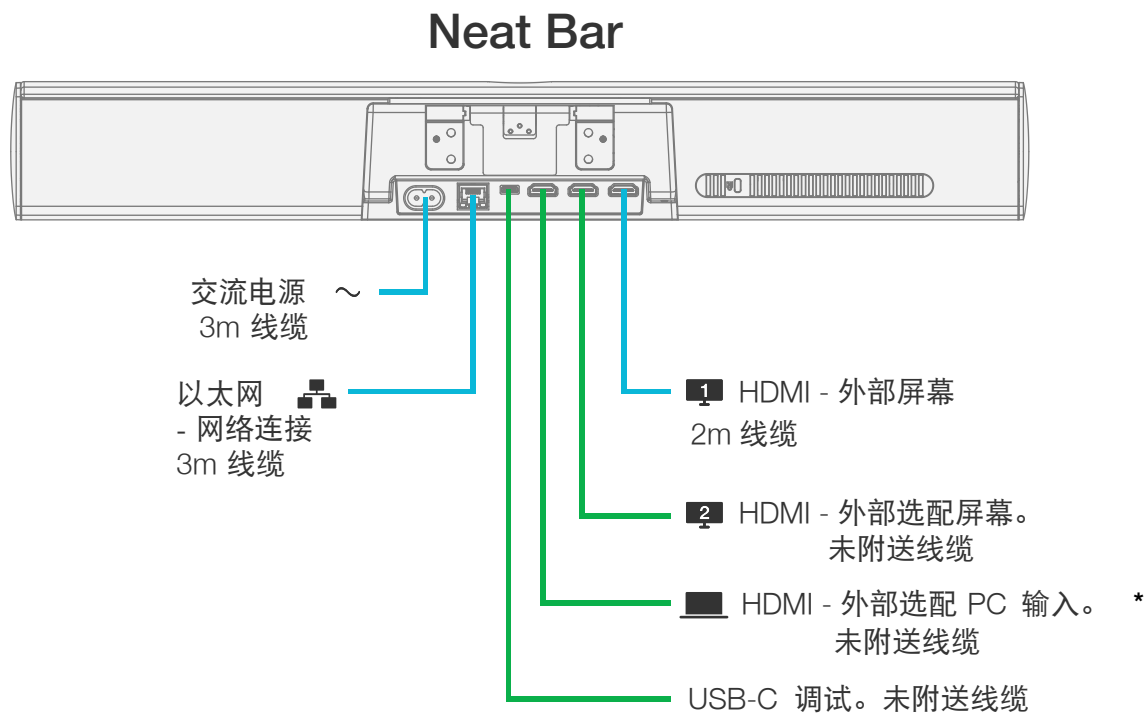 Neat Bar
交流电源 ～
3m 线缆
以太网
- 网络连接
3m 线缆
1 HDMI - 外部屏幕
2m 线缆
2 HDMI - 外部选配屏幕。
未附送线缆
HDMI - 外部选配 PC 输入。 *
未附送线缆
USB-C 调试。未附送线缆